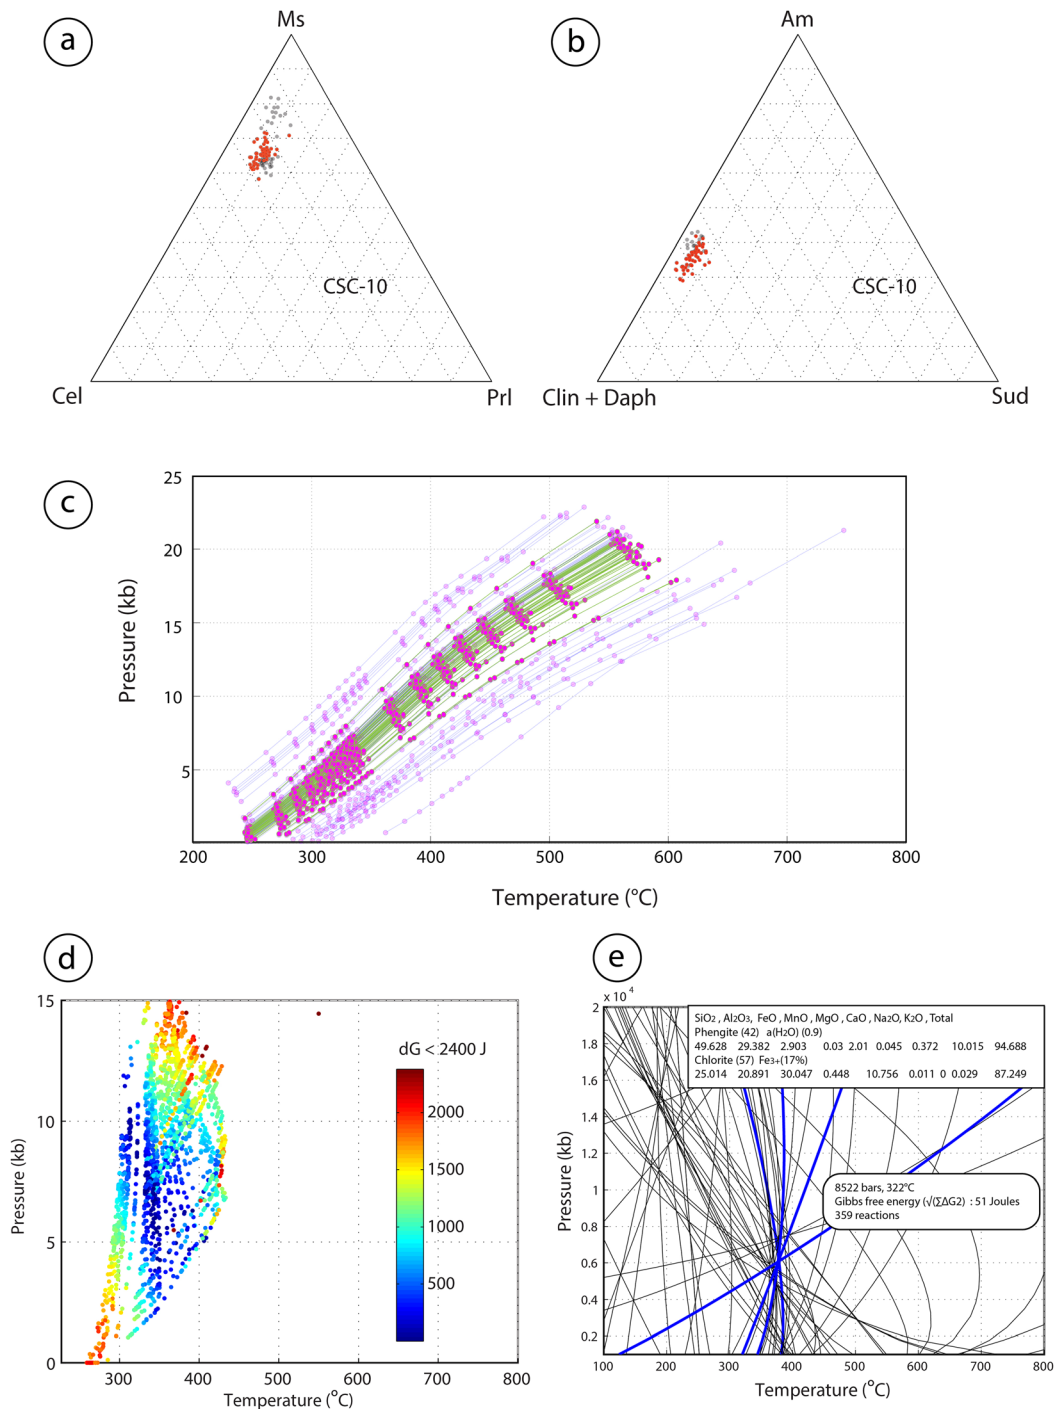 a
Ms
CSC-10
Cel
Prl
b
Am
CSC-10
Clin + Daph
Sud
c
25
20
15
10
5
Pressure (kb)
200 300 400 500 600 700 800
Temperature (°C)
d
15
10
5
0
Pressure (kb)
dG < 2400 J
2000
1500
1000
500
300 400 500 600 700 800
Temperature (°C)
e
x 10 4
2
1.8
1.6
1.4
1.2
1
0.8
0.6
0.4
0.2
Pressure (kb)
SiO2 , Al2O3, FeO , MnO , MgO , CaO , Na2O, K2O , Total
Phengite (42) a(H2O) (0.9)
49.628 29.382 2.903 0.03 2.01 0.045 0.372 10.015 94.688
Chlorite (57) Fe3+(17%)
25.014 20.891 30.047 0.448 10.756 0.011 0 0.029 87.249
8522 bars, 322°C
Gibbs free energy (√(∑ΔG2) : 51 Joules
359 reactions
100 200 300 400 500 600 700 800
Temperature (°C)